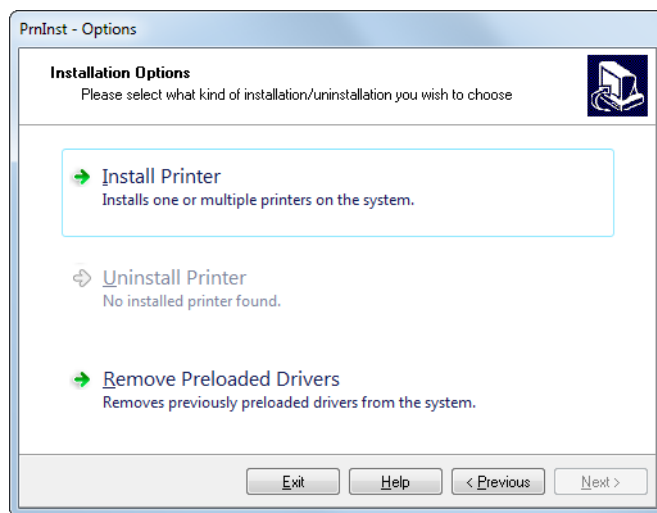 PrnInst - Options
Installation Options
Please select what kind of installation/uninstallation you wish to choose
Install Printer
Installs one or multiple printers on the system.
Uninstall Printer
No installed printer found.
Remove Preloaded Drivers
Removes previously preloaded drivers from the system.
Exit Help < Previous Next >